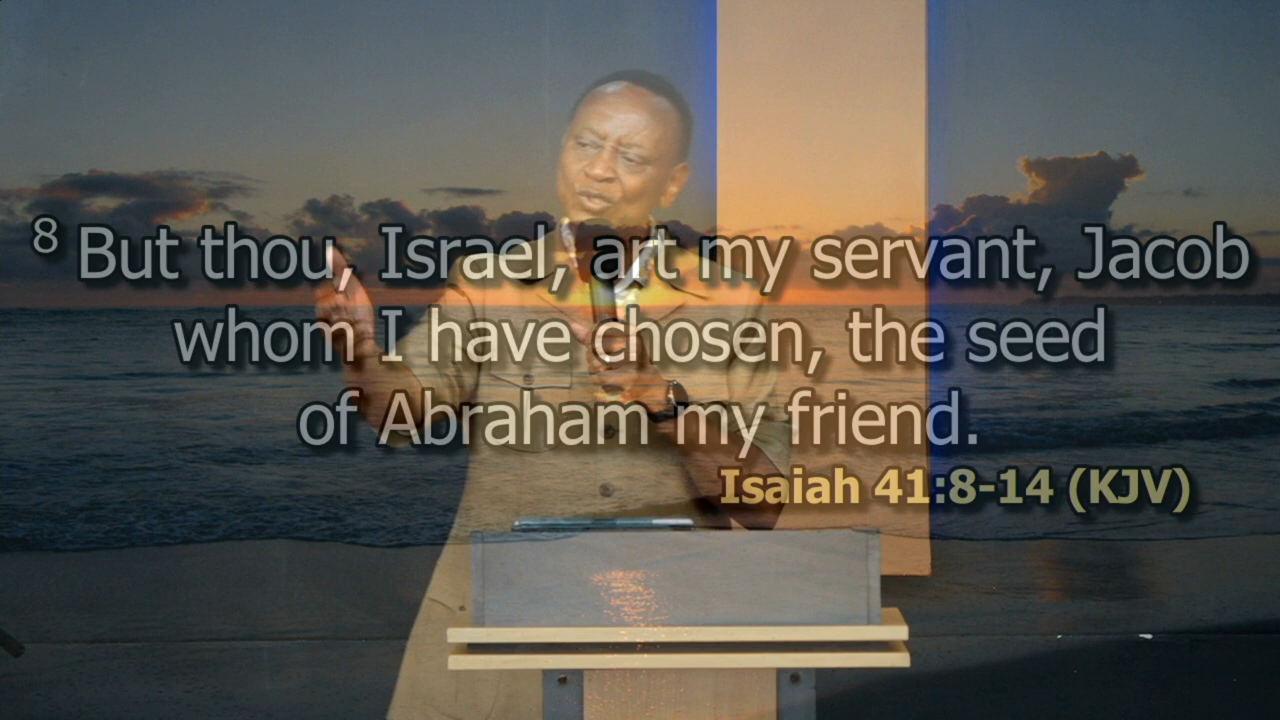 8 But thou, Israel, art my servant, Jacob
whom I have chosen, the seed
of Abraham my friend.
Isaiah 41:8-14 (KJV)